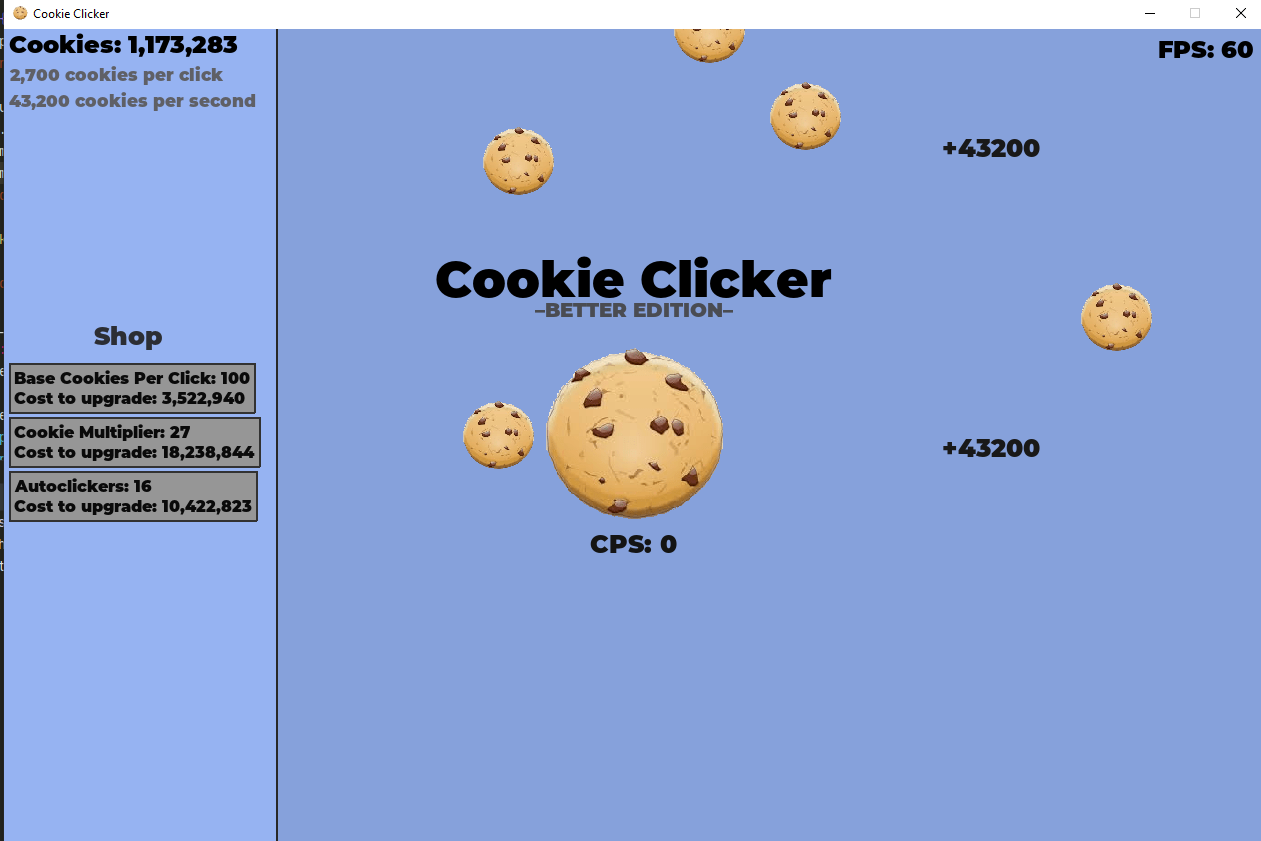 Cookie Clicker
Cookies: 1,173,283
2,700 cookies per click
43,200 cookies per second
FPS: 60
+43200
Cookie Clicker
–BETTER EDITION–
Shop
Base Cookies Per Click: 100
Cost to upgrade: 3,522,940
Cookie Multiplier: 27
Cost to upgrade: 18,238,844
Autoclickers: 16
Cost to upgrade: 10,422,823
+43200
CPS: 0